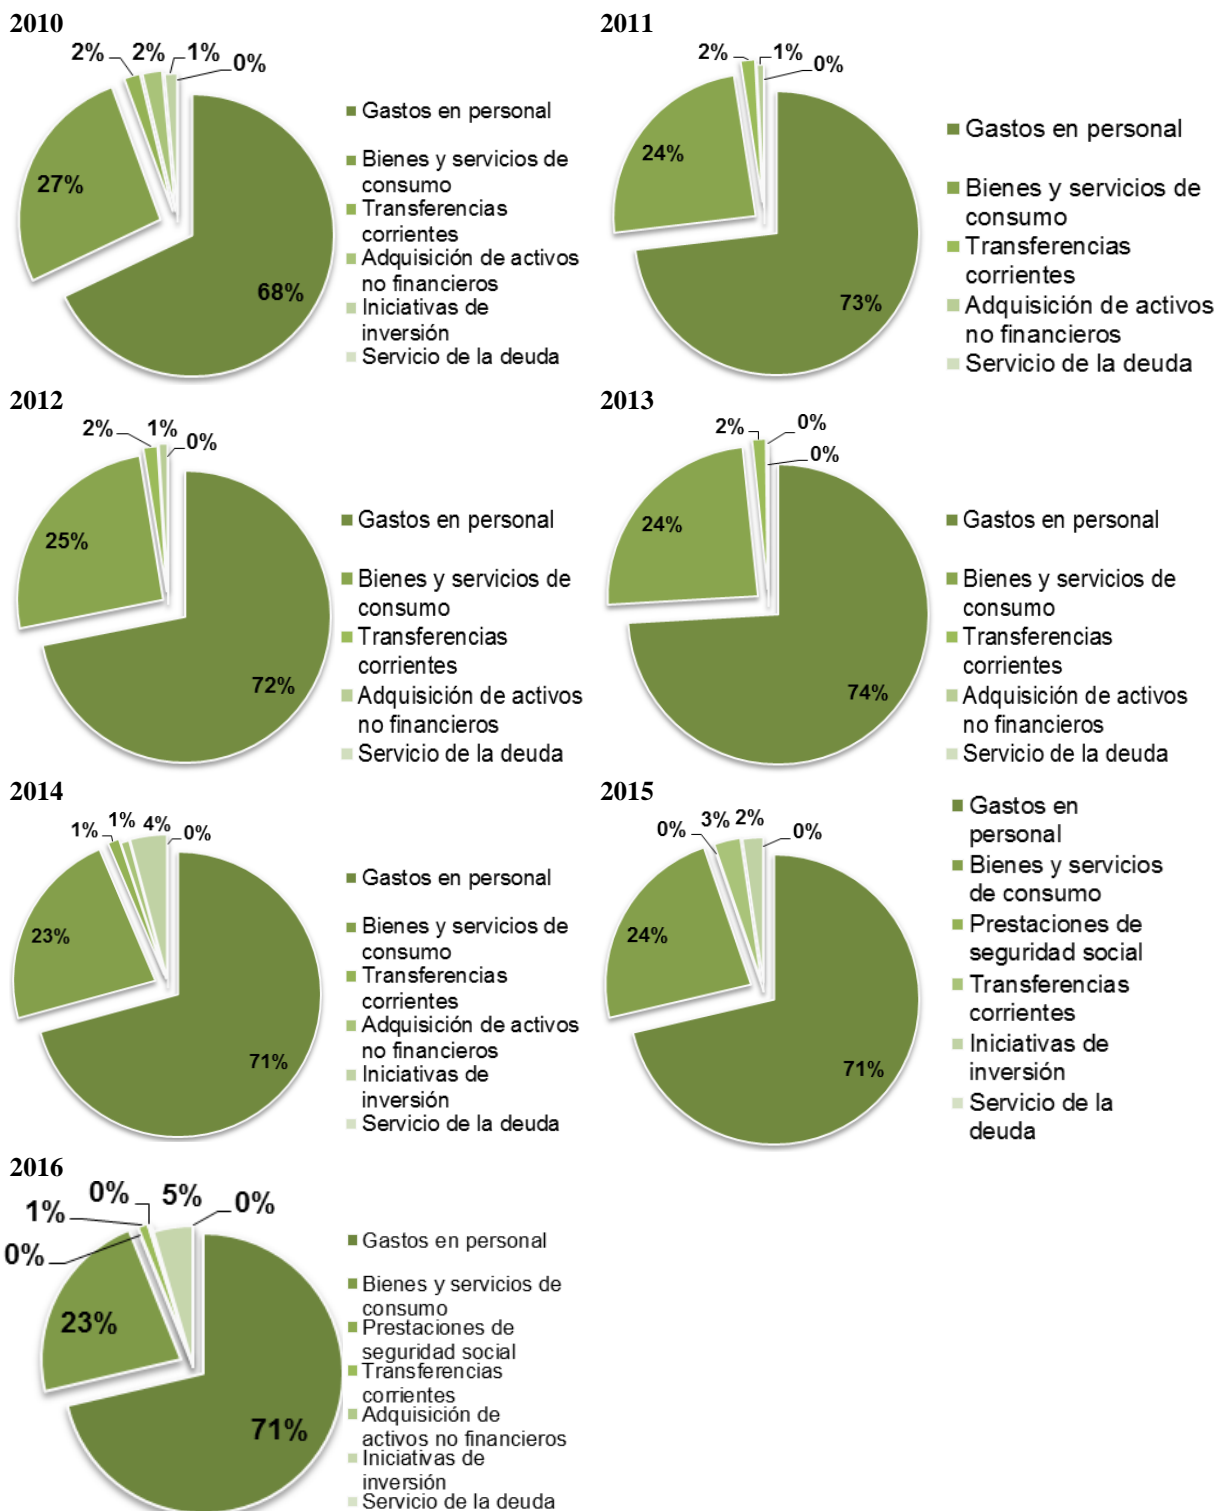 2010
2%
2%
1%
0%
27%
68%
Gastos en personal
Bienes y servicios de
consumo
Transferencias
corrientes
Adquisición de activos
no financieros
Iniciativas de
inversión
Servicio de la deuda
2011
2%
1%
0%
24%
73%
Gastos en personal
Bienes y servicios de
consumo
Transferencias
corrientes
Adquisición de activos
no financieros
Servicio de la deuda
2012
2%
1%
0%
25%
72%
Gastos en personal
Bienes y servicios de
consumo
Transferencias
corrientes
Adquisición de activos
no financieros
Servicio de la deuda
2013
2%
0%
0%
24%
74%
Gastos en personal
Bienes y servicios de
consumo
Transferencias
corrientes
Adquisición de activos
no financieros
Servicio de la deuda
2014
1%
1%
4%
0%
23%
71%
Gastos en personal
Bienes y servicios de
consumo
Transferencias
corrientes
Adquisición de activos
no financieros
Iniciativas de
inversión
Servicio de la deuda
2015
0%
3%
2%
0%
24%
71%
Gastos en
personal
Bienes y servicios
de consumo
Prestaciones de
seguridad social
Transferencias
corrientes
Iniciativas de
inversión
Servicio de la
deuda
2016
0%
1%
0%
5%
0%
23%
71%
Gastos en personal
Bienes y servicios de
consumo
Prestaciones de
seguridad social
Transferencias
corrientes
Adquisición de
activos no financieros
Iniciativas de
inversión
Servicio de la deuda